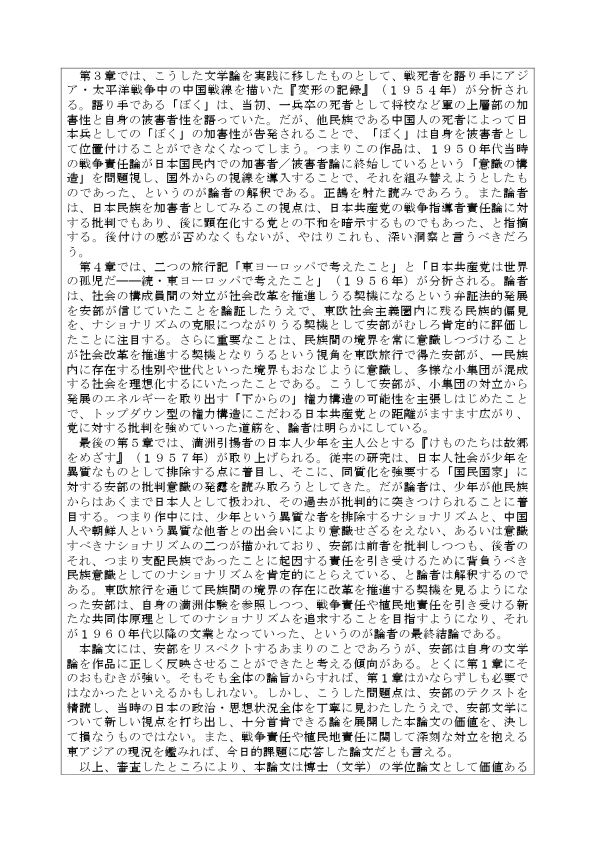 第３章では、こうした文学論を実践に移したものとして、戦死者を語り手にアジ
ア・太平洋戦争中の中国戦線を描いた『変形の記録』（１９５４年）が分析され
る。語り手である「ぼく」は、当初、一兵卒の死者として将校など軍の上層部の加
害性と自身の被害者性を語っていた。だが、他民族である中国人の死者によって日
本兵としての「ぼく」の加害性が告発されることで、「ぼく」は自身を被害者とし
て位置付けることができなくなってしまう。つまりこの作品は、１９５０年代当時
の戦争責任論が日本国民内での加害者／被害者論に終始しているという「意識の構
造」を問題視し、国外からの視線を導入することで、それを組み替えようとしたも
のであった、というのが論者の解釈である。正鵠を射た読みであろう。また論者
は、日本民族を加害者としてみるこの視点は、日本共産党の戦争指導者責任論に対
する批判でもあり、後に顕在化する党との不和を暗示するものでもあった、と指摘
する。後付けの感が否めなくもないが、やはりこれも、深い洞察と言うべきだろ
う。
　第４章では、二つの旅行記「東ヨーロッパで考えたこと」と「日本共産党は世界
の孤児だ――続・東ヨーロッパで考えたこと」（１９５６年）が分析される。論者
は、社会の構成員間の対立が社会改革を推進しうる契機になるという弁証法的発展
を安部が信じていたことを論証したうえで、東欧社会主義圏内に残る民族的偏見
を、ナショナリズムの克服につながりうる契機として安部がむしろ肯定的に評価し
たことに注目する。さらに重要なことは、民族間の境界を常に意識しつづけること
が社会改革を推進する契機となりうるという視角を東欧旅行で得た安部が、一民族
内に存在する性別や世代といった境界もおなじように意識し、多様な小集団が混成
する社会を理想化するにいたったことである。こうして安部が、小集団の対立から
発展のエネルギーを取り出す「下からの」権力構造の可能性を主張しはじめたこと
で、トップダウン型の権力構造にこだわる日本共産党との距離がますます広がり、
党に対する批判を強めていった道筋を、論者は明らかにしている。
　最後の第５章では、満洲引揚者の日本人少年を主人公とする『けものたちは故郷
をめざす』（１９５７年）が取り上げられる。従来の研究は、日本人社会が少年を
異質なものとして排除する点に着目し、そこに、同質化を強要する「国民国家」に
対する安部の批判意識の発露を読み取ろうとしてきた。だが論者は、少年が他民族
からはあくまで日本人として扱われ、その過去が批判的に突きつけられることに着
目する。つまり作中には、少年という異質な者を排除するナショナリズムと、中国
人や朝鮮人という異質な他者との出会いにより意識せざるをえない、あるいは意識
すべきナショナリズムの二つが描かれており、安部は前者を批判しつつも、後者の
それ、つまり支配民族であったことに起因する責任を引き受けるために背負うべき
民族意識としてのナショナリズムを肯定的にとらえている、と論者は解釈するので
ある。東欧旅行を通じて民族間の境界の存在に改革を推進する契機を見るようにな
った安部は、自身の満洲体験を参照しつつ、戦争責任や植民地責任を引き受ける新
たな共同体原理としてのナショナリズムを追求することを目指すようになり、それ
が１９６０年代以降の文業となっていった、というのが論者の最終結論である。
　本論文には、安部をリスペクトするあまりのことであろうが、安部は自身の文学
論を作品に正しく反映させることができたと考える傾向がある。とくに第１章にそ
のおもむきが強い。そもそも全体の論旨からすれば、第１章はかならずしも必要で
はなかったといえるかもしれない。しかし、こうした問題点は、安部のテクストを
精読し、当時の日本の政治・思想状況全体を丁寧に見わたしたうえで、安部文学に
ついて新しい視点を打ち出し、十分首肯できる論を展開した本論文の価値を、決し
て損なうものではない。また、戦争責任や植民地責任に関して深刻な対立を抱える
東アジアの現況を鑑みれば、今日的課題に応答した論文だとも言える。
　以上、審査したところにより、本論文は博士（文学）の学位論文として価値ある